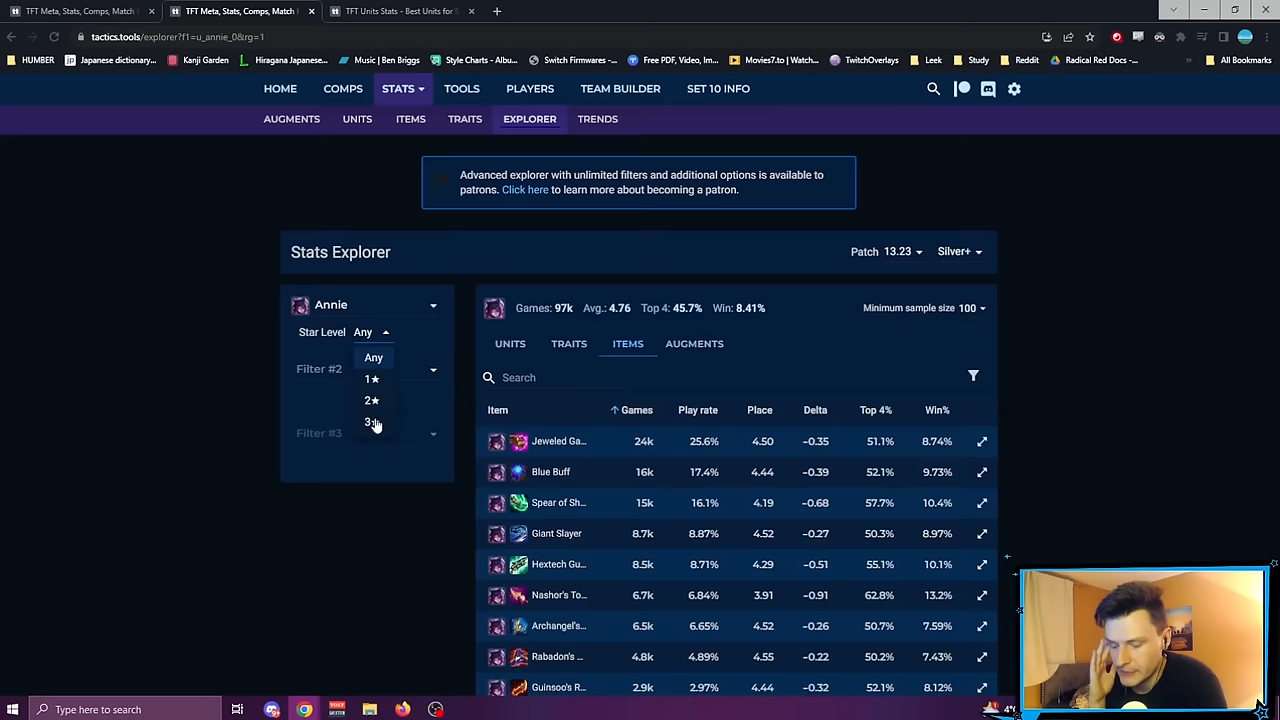 TFT Meta, Stats, Comps, Match
TFT Meta, Stats, Comps, Match
TFT Units Stats - Best Units for S
tactics.tools/explorer?f1=u_annie_0&rg=1
HUMBER
Japanese dictionary...
Kanji Garden
Hiragana Japanese...
Music | Ben Briggs
Style Charts - Albu...
Switch Firmwares -...
Free PDF, Video, Im...
Movies7.to | Watch...
TwitchOverlays
Leek
Study
Reddit
Radical Red Docs -...
All Bookmarks
HOME
COMPS
STATS
TOOLS
PLAYERS
TEAM BUILDER
SET 10 INFO
AUGMENTS
UNITS
ITEMS
TRAITS
EXPLORER
TRENDS
Advanced explorer with unlimited filters and additional options is available to
patrons. Click here to learn more about becoming a patron.
Stats Explorer
Patch 13.23
Silver+
Annie
Star Level Any
Any
1★
2★
3
Filter #2
Filter #3
Games: 97k Avg.: 4.76 Top 4: 45.7% Win: 8.41%
Minimum sample size 100
UNITS TRAITS ITEMS AUGMENTS
Search
Item ↑ Games Play rate Place Delta Top 4% Win%
Jeweled Ga... 24k 25.6% 4.50 -0.35 51.1% 8.74%
Blue Buff 16k 17.4% 4.44 -0.39 52.1% 9.73%
Spear of Sh... 15k 16.1% 4.19 -0.68 57.7% 10.4%
Giant Slayer 8.7k 8.87% 4.52 -0.27 50.3% 8.97%
Hextech Gu... 8.5k 8.71% 4.29 -0.51 55.1% 10.1%
Nashor's To... 6.7k 6.84% 3.91 -0.91 62.8% 13.2%
Archangel's... 6.5k 6.65% 4.52 -0.26 50.7% 7.59%
Rabadon's ... 4.8k 4.89% 4.55 -0.22 50.2% 7.43%
Guinsoo's R... 2.9k 2.97% 4.44 -0.32 52.1% 8.12%
Type here to search